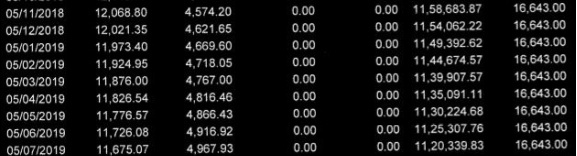 05/11/2018 12,068.80 4,574.20 0.00 0.00 11,58,683.87 16,643.00
05/12/2018 12,021.35 4,621.65 0.00 0.00 11,54,062.22 16,643.00
05/01/2019 11,973.40 4,669.60 0.00 0.00 11,49,392.62 16,643.00
05/02/2019 11,924.95 4,718.05 0.00 0.00 11,44,674.57 16,643.00
05/03/2019 11,876.00 4,767.00 0.00 0.00 11,39,907.57 16,643.00
05/04/2019 11,826.54 4,816.46 0.00 0.00 11,35,091.11 16,643.00
05/05/2019 11,776.57 4,866.43 0.00 0.00 11,30,224.68 16,643.00
05/06/2019 11,726.08 4,916.92 0.00 0.00 11,25,307.76 16,643.00
05/07/2019 11,675.07 4,967.93 0.00 0.00 11,20,339.83 16,643.00